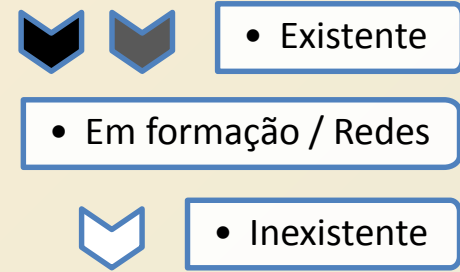 • Existente
• Em formação / Redes
• Inexistente